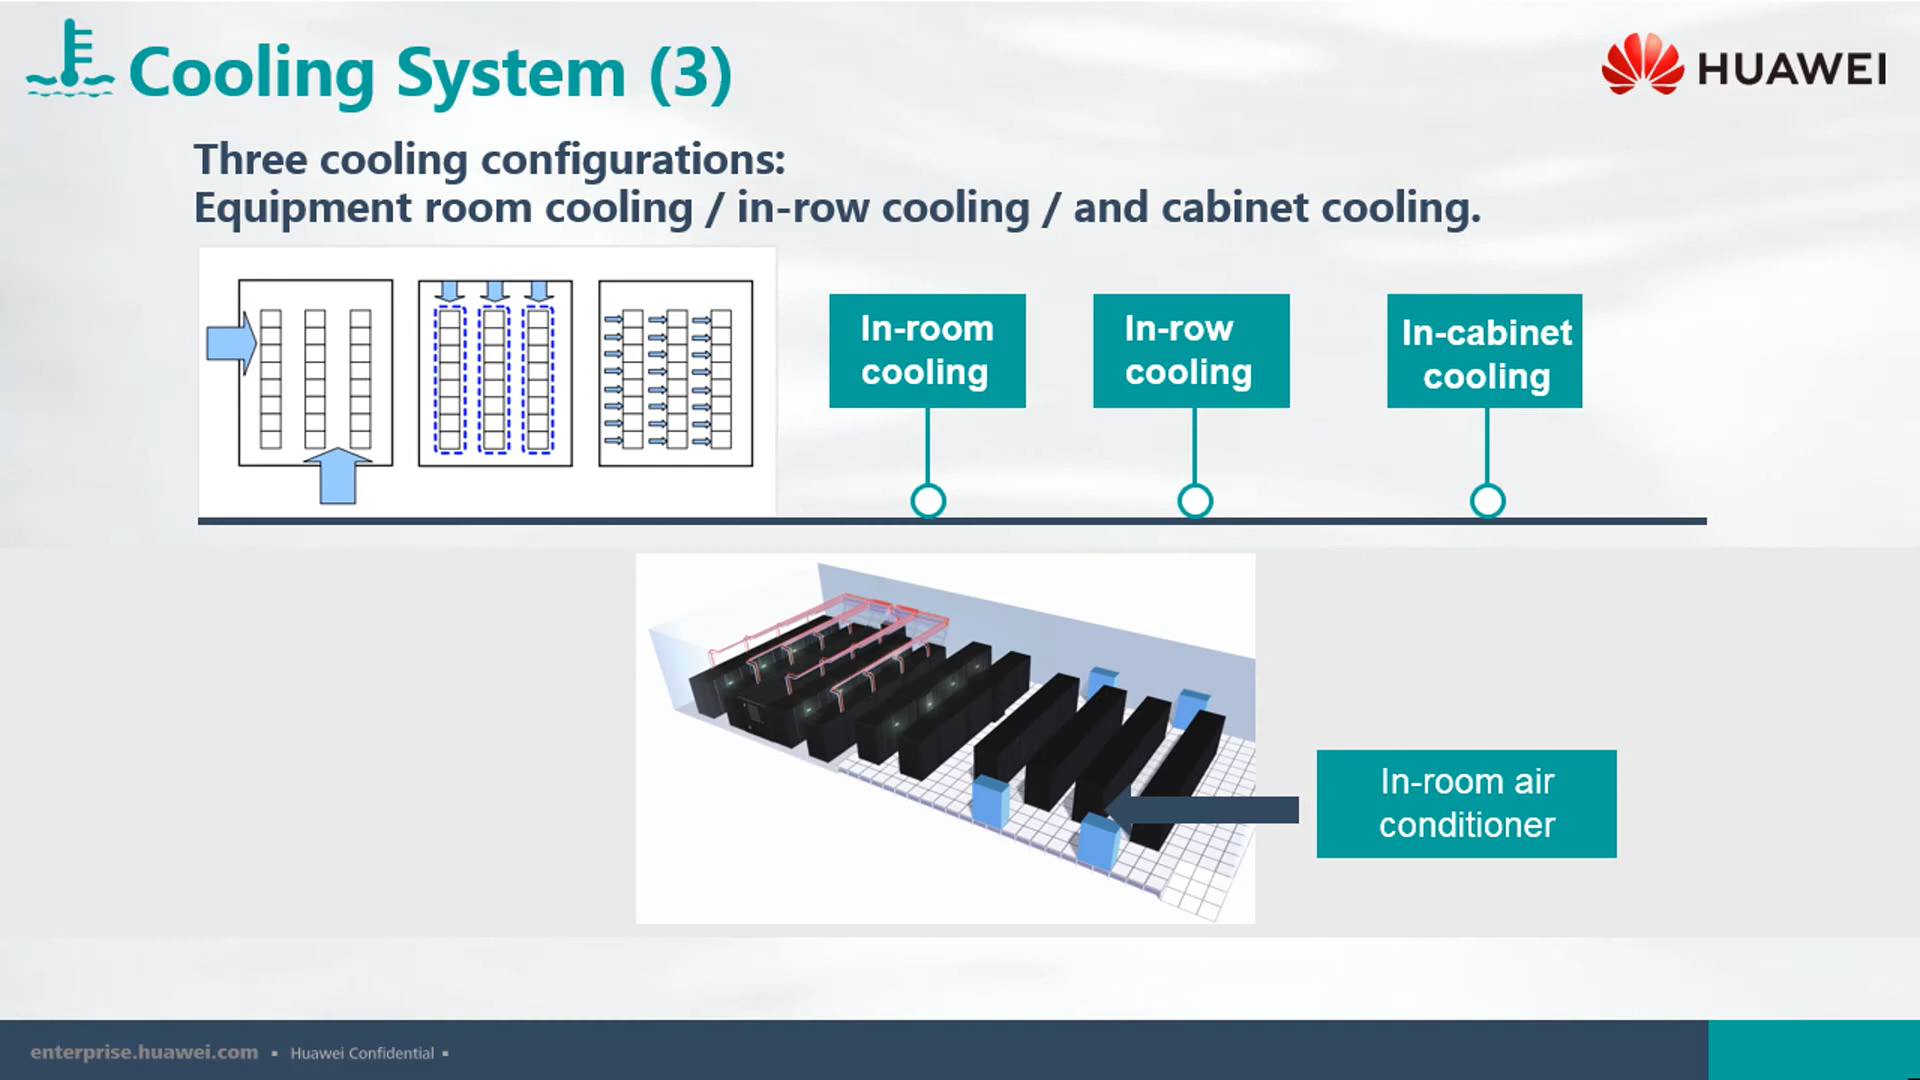 Cooling System (3)
HUAWEI
Three cooling configurations:
Equipment room cooling / in-row cooling / and cabinet cooling.
In-room
cooling
In-row
cooling
In-cabinet
cooling
In-room air
conditioner
enterprise.huawei.com ▪ Huawei Confidential ▪